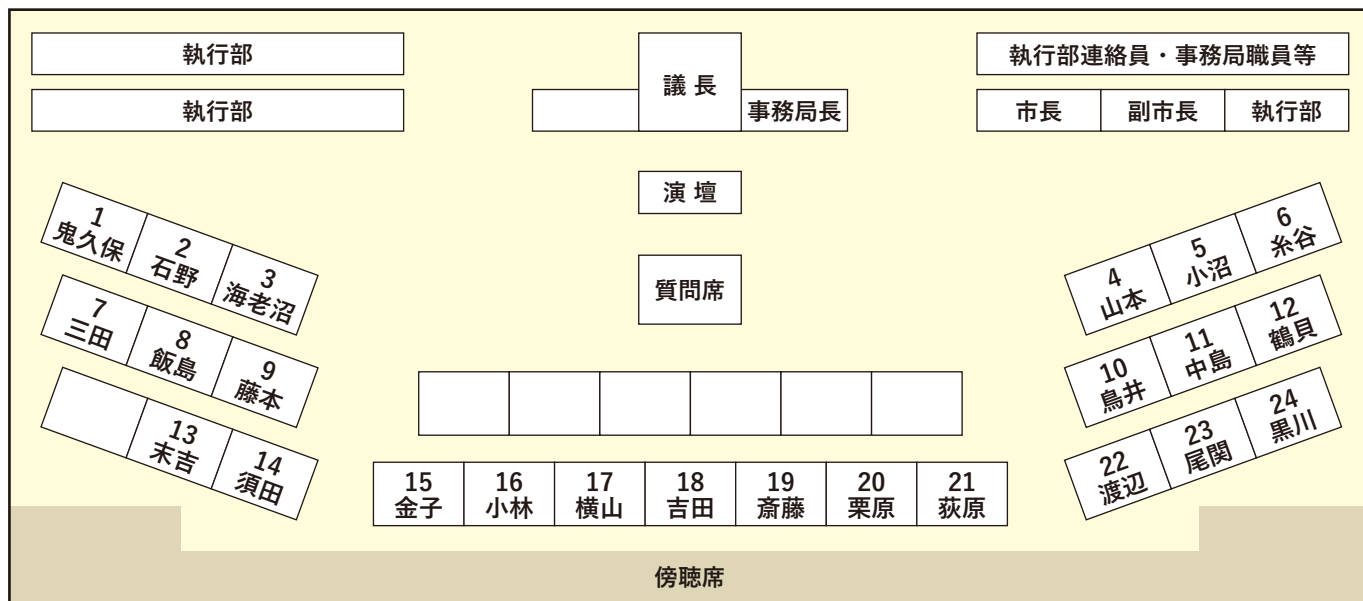 執行部
議 長
執行部連絡員・事務局職員等
執行部
事務局長
市長
副市長
執行部
演 壇
質問席
1
鬼久保
2
石野
3
海老沼
4
山本
5
小沼
6
糸谷
7
三田
8
飯島
9
藤本
10
鳥井
11
中島
12
鶴貝
13
末吉
14
須田
15
金子
16
小林
17
横山
18
吉田
19
斎藤
20
栗原
21
荻原
22
渡辺
23
尾関
24
黒川
傍聴席